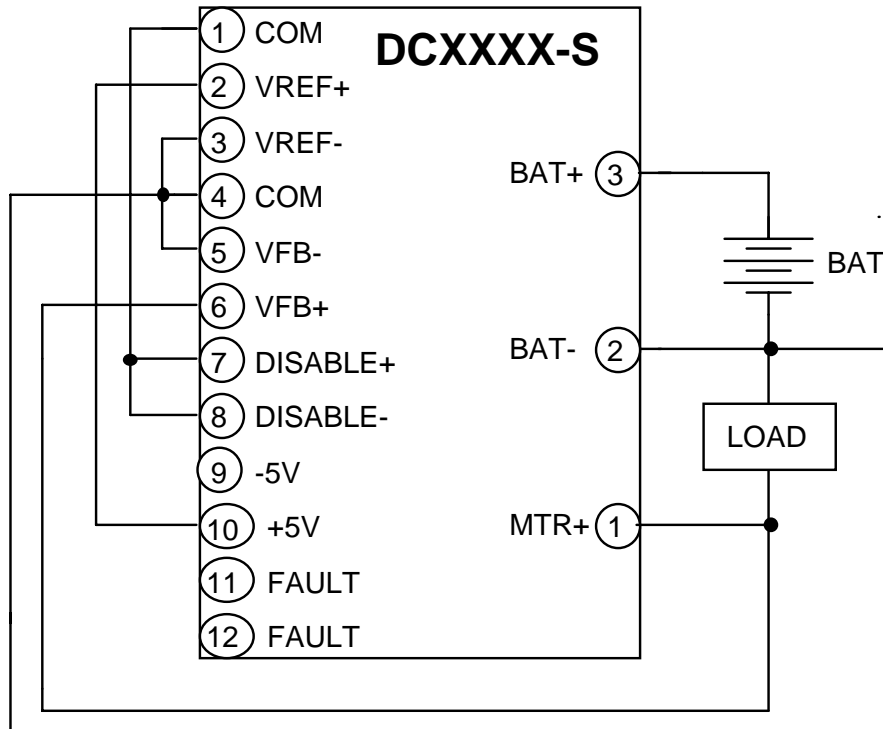 DCXXXX-S
1 COM
2 VREF+
3 VREF-
4 COM
5 VFB-
6 VFB+
7 DISABLE+
8 DISABLE-
9 -5V
10 +5V
11 FAULT
12 FAULT
BAT+ 3
BAT
BAT- 2
LOAD
MTR+ 1